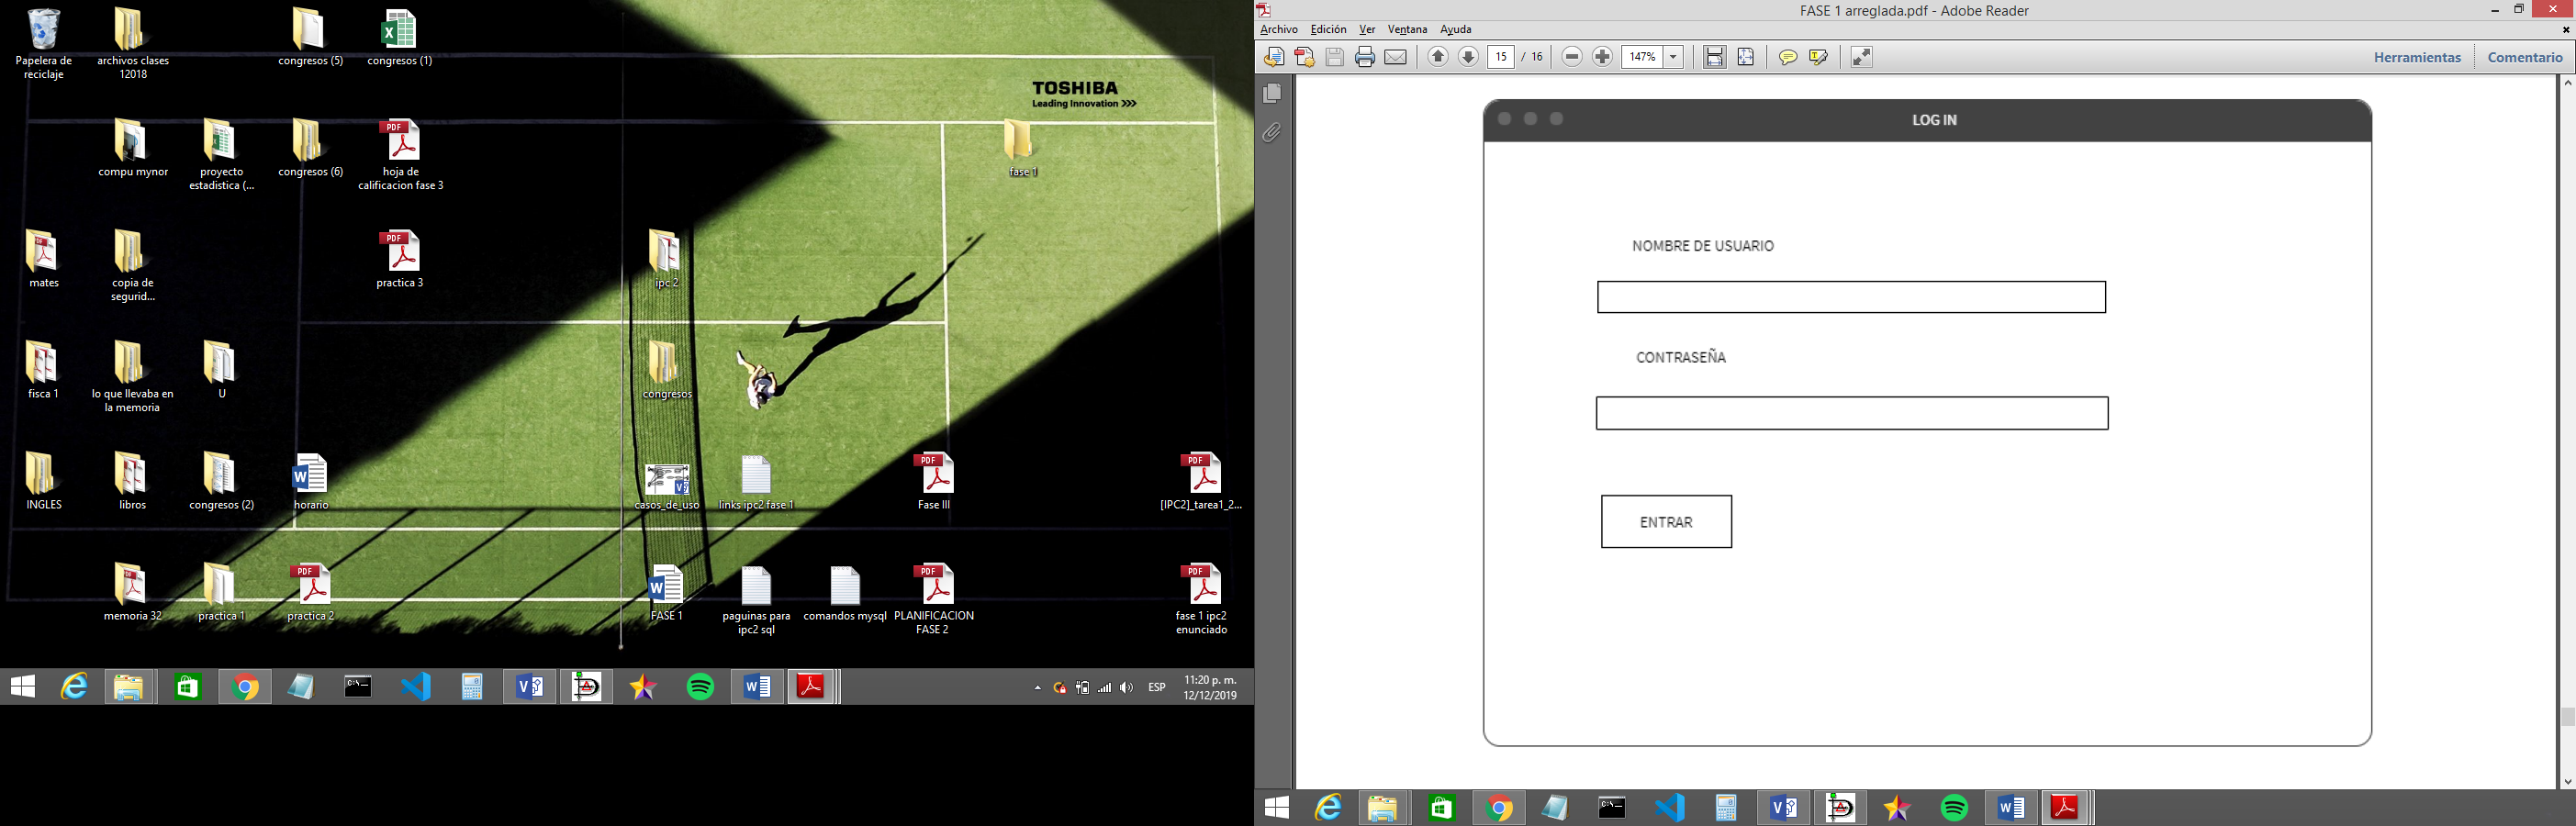 Papelera de
reciclaje
archivos clases
12018
congresos (5)
congresos (1)
TOSHIBA
Leading Innovation >>>
compu mynor
proyecto
estadistica (...
congresos (6)
hoja de
calificacion fase 3
fase 1
mates
copia de
segurid...
practica 3
ipc 2
fisca 1
lo que llevaba en
la memoria
U
congresos
INGLES
libros
congresos (2)
horario
casos_de_uso
links ipc2 fase 1
Fase III
[IPC2]_tarea1_2...
memoria 32
practica 1
practica 2
FASE 1
paguinas para
ipc2 sql
comandos mysql
PLANIFICACION
FASE 2
fase 1 ipc2
enunciado
ESP
11:20 p. m.
12/12/2019
FASE 1 arreglada.pdf - Adobe Reader
Archivo Edición Ver Ventana Ayuda
15 / 16
147%
Herramientas
Comentario
LOG IN
NOMBRE DE USUARIO
CONTRASEÑA
ENTRAR